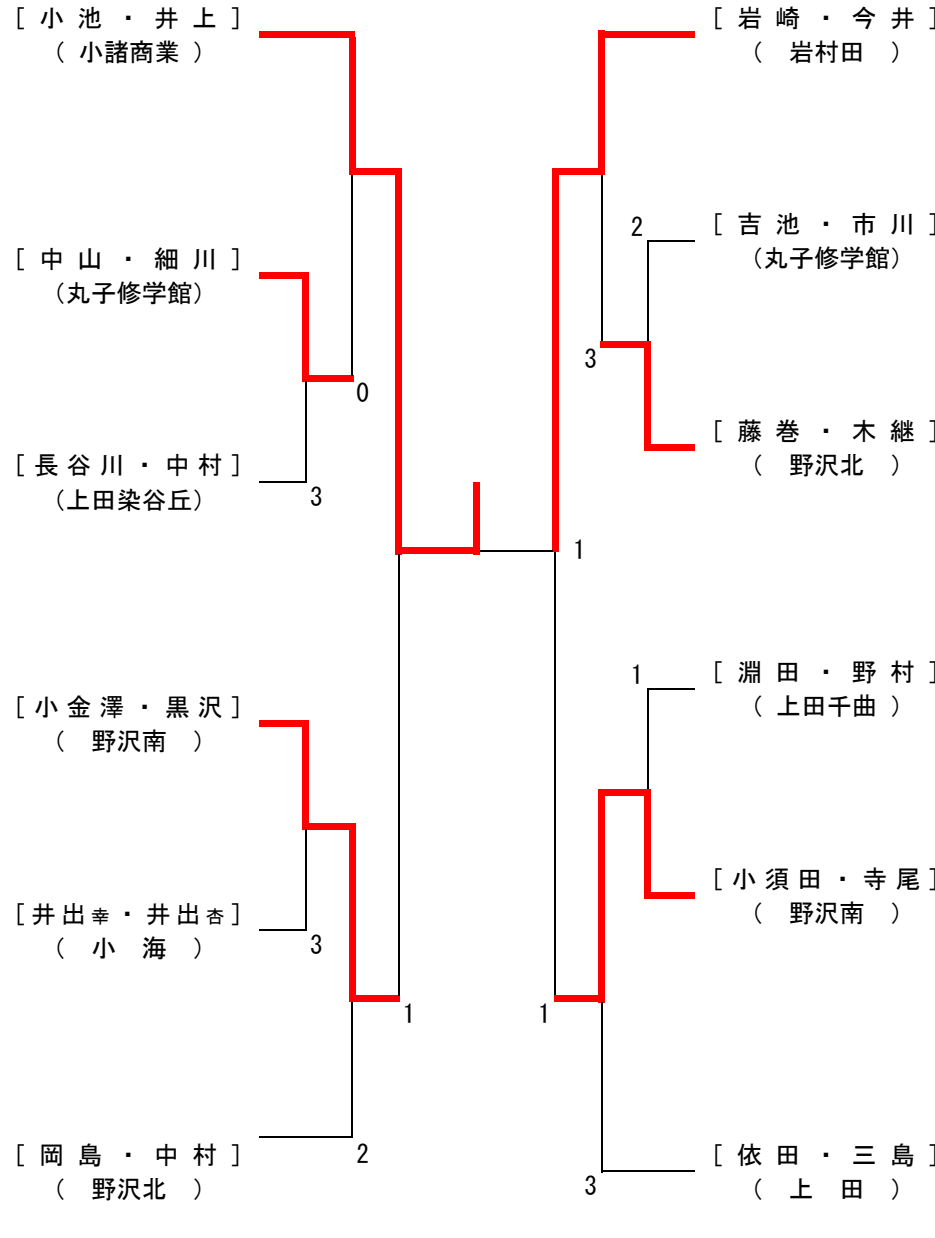 [ 小 池 ・ 井 上 ]
( 小諸商業 )
[ 岩 崎 ・ 今 井 ]
( 岩村田 )
2
[ 吉 池 ・ 市 川 ]
(丸子修学館)
[ 中 山 ・ 細 川 ]
(丸子修学館)
3
0
[ 藤 巻 ・ 木 継 ]
( 野沢北 )
[ 長 谷 川 ・ 中 村 ]
(上田染谷丘)
3
1
1
[ 淵 田 ・ 野 村 ]
( 上田千曲 )
[ 小 金 澤 ・ 黒 沢 ]
( 野沢南 )
[ 小 須 田 ・ 寺 尾 ]
( 野沢南 )
[ 井 出 幸 ・ 井 出 杏 ]
( 小 海 )
3
1
1
[ 岡 島 ・ 中 村 ]
( 野沢北 )
2
3
[ 依 田 ・ 三 島 ]
( 上 田 )